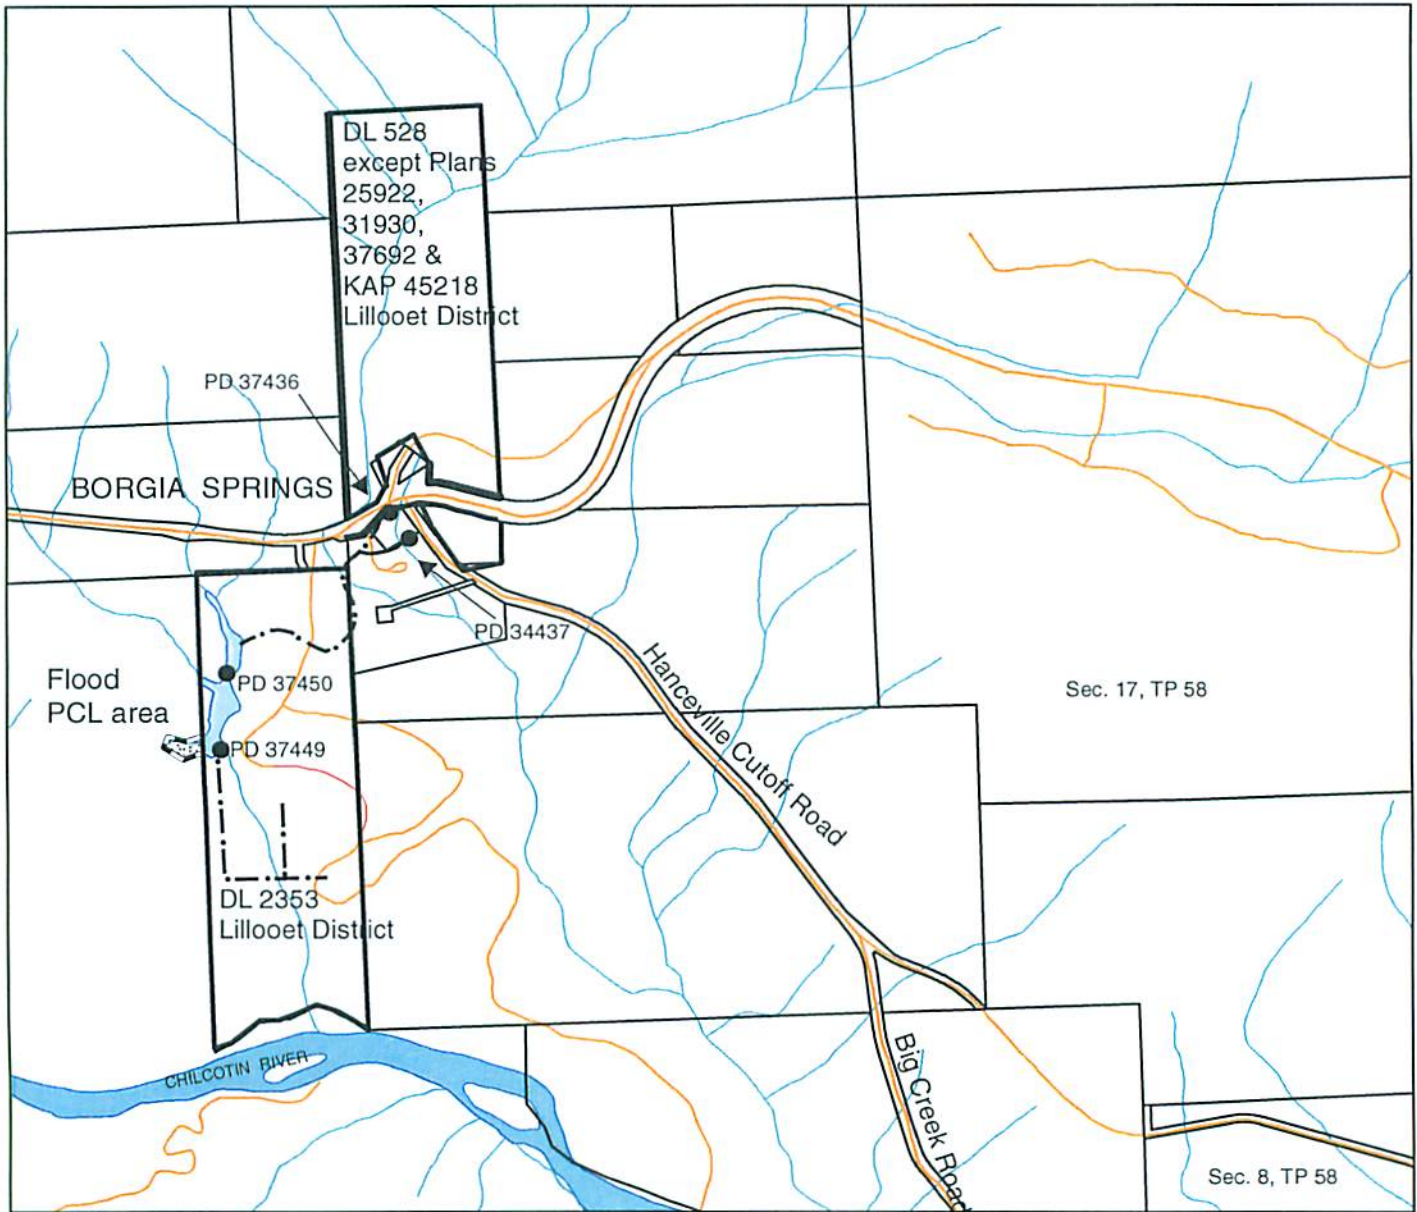 DL 528
except Plans
25922,
31930,
37692 &
KAP 45218
Lillooet District
PD 37436
BORGIA SPRINGS
PD 34437
Flood
PCL area
PD 37450
PD 37449
Hanceville Cutoff Road
Sec. 17, TP 58
DL 2353
Lillooet District
CHILCOTIN RIVER
Big Creek Road
Sec. 8, TP 58